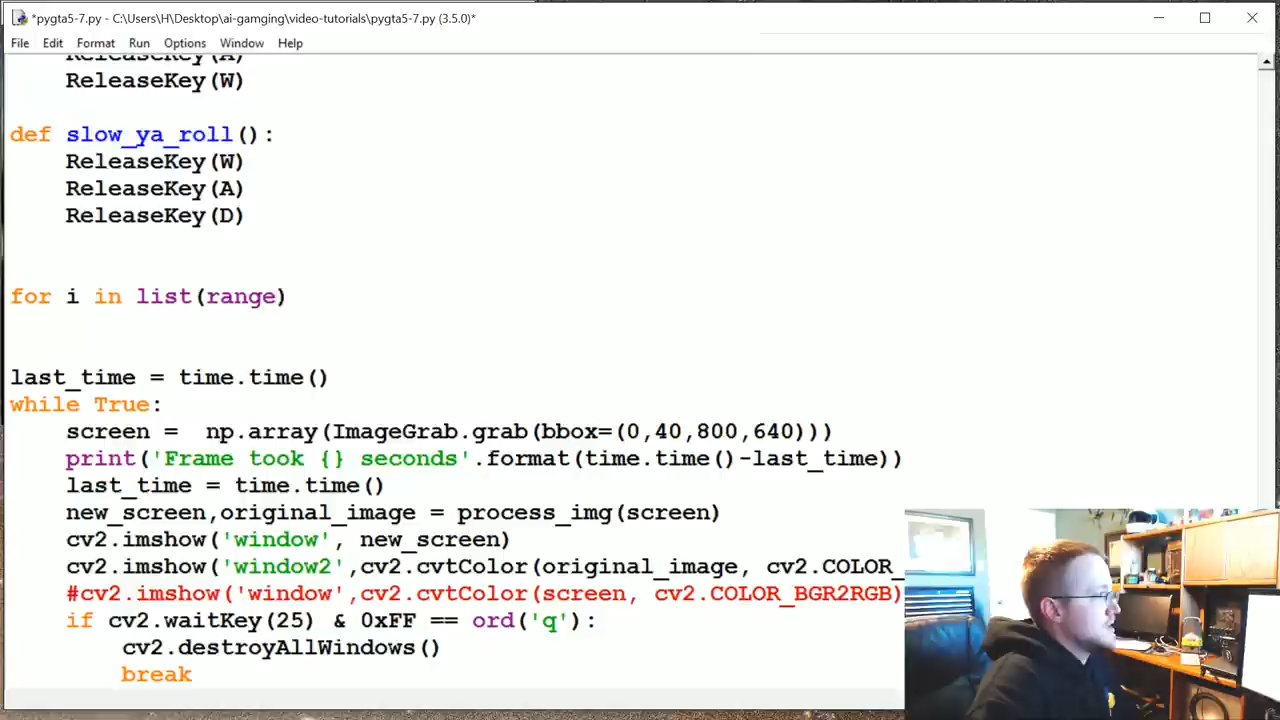 *pygta5-7.py - C:\Users\H\Desktop\ai-gamging\video-tutorials\pygta5-7.py (3.5.0)*
File Edit Format Run Options Window Help
ReleaseKey(A)
ReleaseKey(W)
def slow_ya_roll():
ReleaseKey(W)
ReleaseKey(A)
ReleaseKey(D)
for i in list(range)
last_time = time.time()
while True:
screen =  np.array(ImageGrab.grab(bbox=(0,40,800,640)))
print('Frame took {} seconds'.format(time.time()-last_time))
last_time = time.time()
new_screen,original_image = process_img(screen)
cv2.imshow('window', new_screen)
cv2.imshow('window2',cv2.cvtColor(original_image, cv2.COLOR_
#cv2.imshow('window',cv2.cvtColor(screen, cv2.COLOR_BGR2RGB)
if cv2.waitKey(25) & 0xFF == ord('q'):
cv2.destroyAllWindows()
break